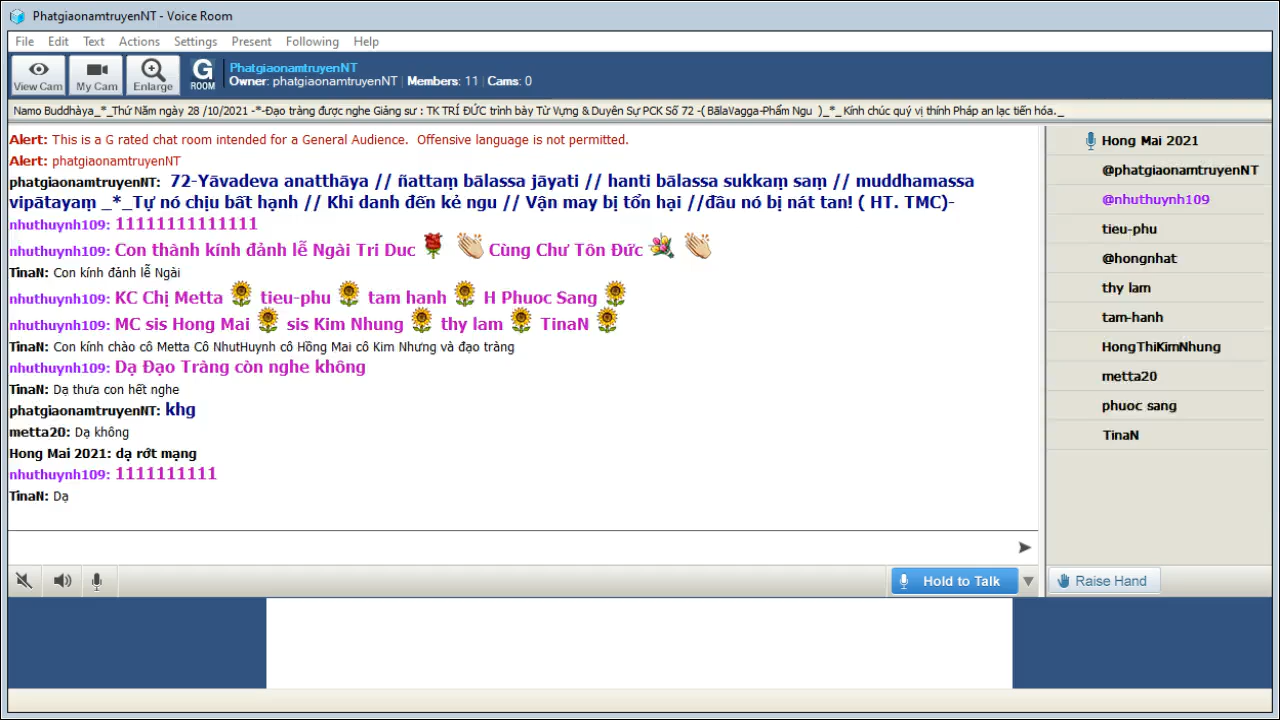 PhatgiaonamtruyenNT - Voice Room
File Edit Text Actions Settings Present Following Help
View Cam My Cam Enlarge G ROOM
PhatgiaonamtruyenNT
Owner: phatgiaonamtruyenNT | Members: 11 | Cams: 0
Namo Buddhàya_*_Thứ Năm ngày 28 /10/2021 -*-Đạo tràng được nghe Giảng sư : TK TRÍ ĐỨC trình bày Từ Vựng & Duyên Sự PCK Số 72 -( BãlaVagga-Phẩm Ngu )_*_Kính chúc quý vị thính Pháp an lạc tiến hóa._
Alert: This is a G rated chat room intended for a General Audience. Offensive language is not permitted.
Alert: phatgiaonamtruyenNT
phatgiaonamtruyenNT: 72-Yāvadeva anatthāya // ñattaṃ bālassa jāyati // hanti bālassa sukkaṃ saṃ // muddhamassa
vipātayaṃ _*_Tự nó chịu bất hạnh // Khi danh đến kẻ ngu // Vận may bị tổn hại //đầu nó bị nát tan! ( HT. TMC)-
nhuthuynh109: 11111111111111
nhuthuynh109: Con thành kính đảnh lễ Ngài Tri Duc Cùng Chư Tôn Đức
TinaN: Con kính đảnh lễ Ngài
nhuthuynh109: KC Chị Metta tieu-phu tam hanh H Phuoc Sang
nhuthuynh109: MC sis Hong Mai sis Kim Nhung thy lam TinaN
TinaN: Con kính chào cô Metta Cô NhutHuynh cô Hồng Mai cô Kim Nhưng và đạo tràng
nhuthuynh109: Dạ Đạo Tràng còn nghe không
TinaN: Dạ thưa con hết nghe
phatgiaonamtruyenNT: khg
metta20: Dạ không
Hong Mai 2021: dạ rớt mạng
nhuthuynh109: 1111111111
TinaN: Dạ
Hold to Talk
Hong Mai 2021
@phatgiaonamtruyenNT
@nhuthuynh109
tieu-phu
@hongnhat
thy lam
tam-hanh
HongThiKimNhung
metta20
phuoc sang
TinaN
Raise Hand